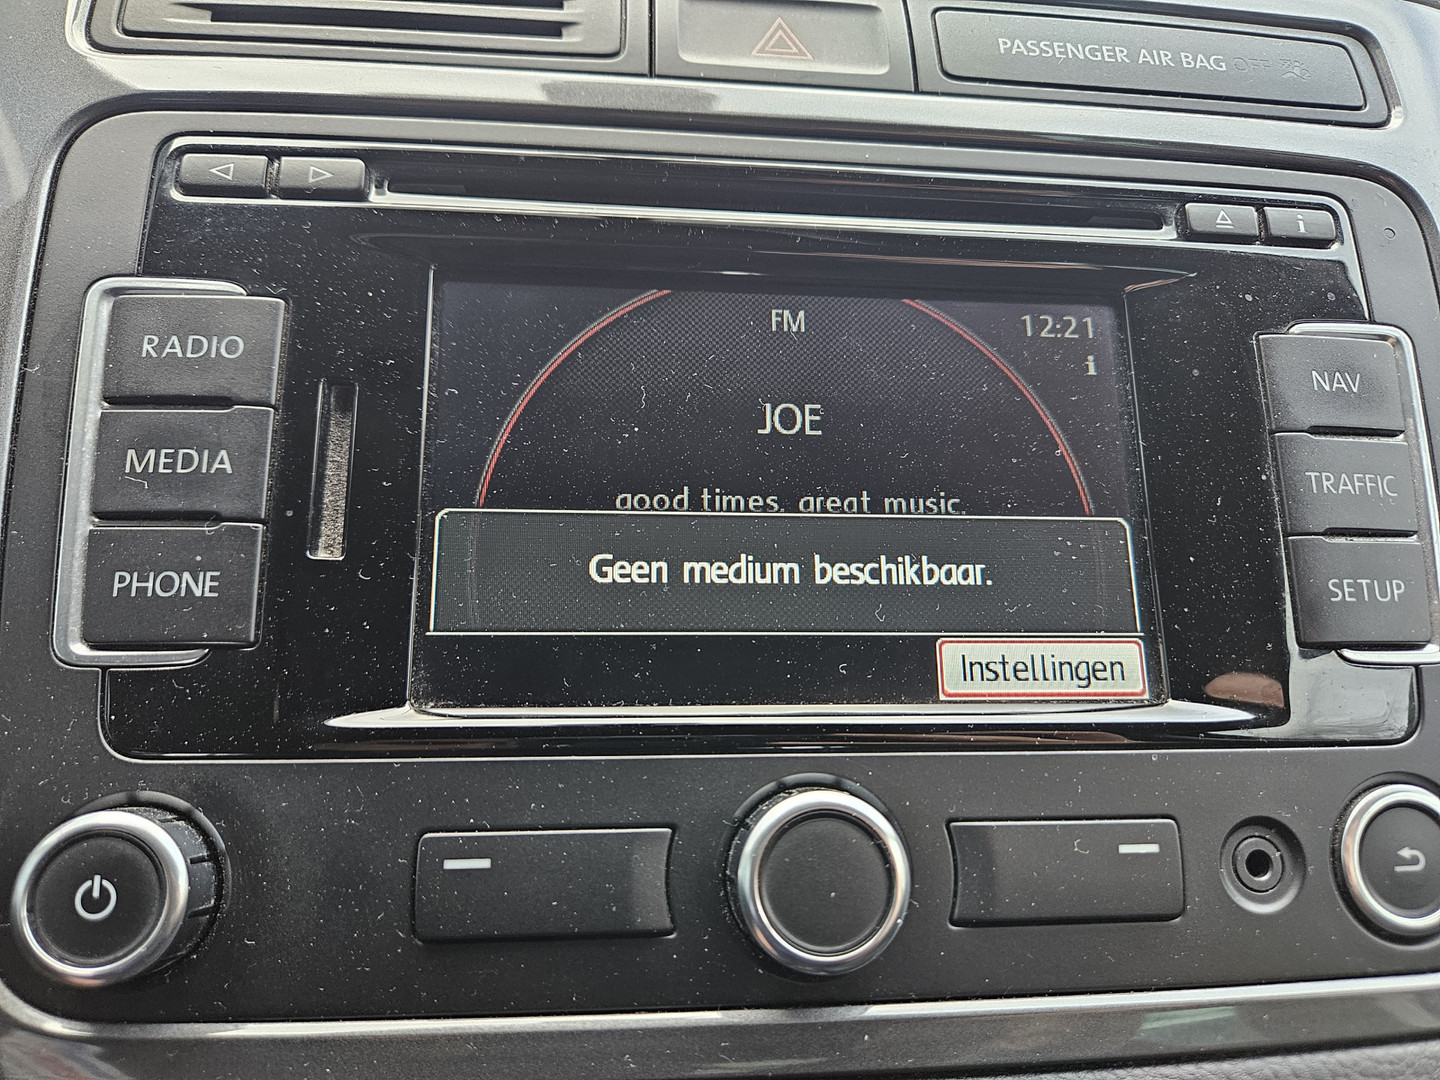 PASSENGER AIR BAG OFF
RADIO
MEDIA
PHONE
FM
12:21
i
i
JOE
good times. great music.
Geen medium beschikbaar.
Instellingen
NAV
TRAFFIC
SETUP